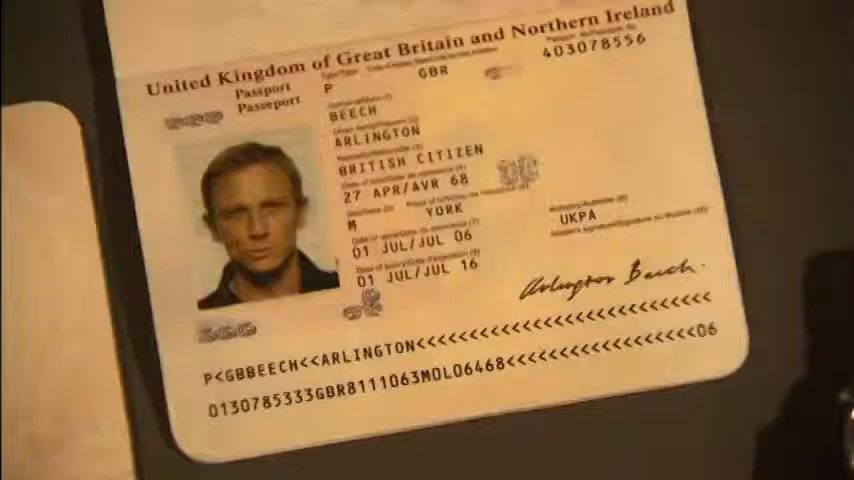 United Kingdom of Great Britain and Northern Ireland
Passport
Passeport
P
GBR
403078556
BEECH
ARLINGTON
BRITISH CITIZEN
27 APR/AVR 68
M
YORK
01 JUL/JUL 06
UKPA
01 JUL/JUL 16
Arlington Beech.
P<GBBEECH<<ARLINGTON<<<<<<<<<<<<<<<<<<<<<<<<<<<
0130785333GBR8111063M0L06468<<<<<<<<<<<<<<<<<<06